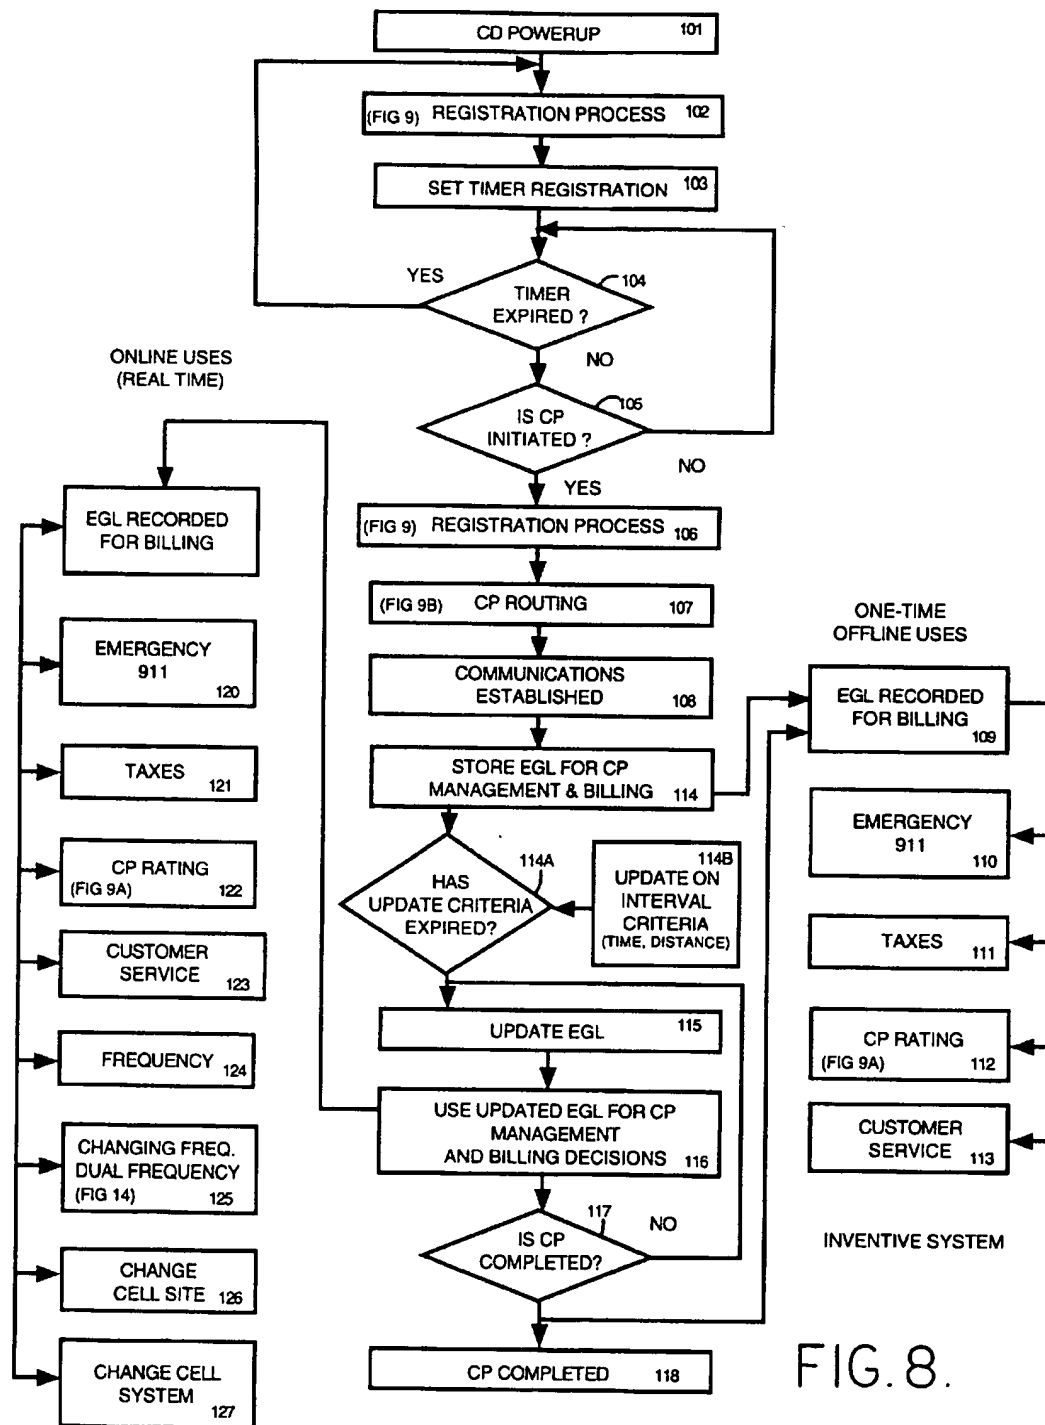 CD POWERUP 101
(FIG 9) REGISTRATION PROCESS 102
SET TIMER REGISTRATION 103
YES
104
TIMER
EXPIRED ?
NO
105
IS CP
INITIATED ?
NO
YES
(FIG 9) REGISTRATION PROCESS 106
(FIG 9B) CP ROUTING 107
COMMUNICATIONS
ESTABLISHED 108
STORE EGL FOR CP
MANAGEMENT & BILLING 114
114A
HAS
UPDATE CRITERIA
EXPIRED?
114B
UPDATE ON
INTERVAL
CRITERIA
(TIME, DISTANCE)
UPDATE EGL 115
USE UPDATED EGL FOR CP
MANAGEMENT
AND BILLING DECISIONS 116
117
NO
IS CP
COMPLETED?
CP COMPLETED 118
ONLINE USES
(REAL TIME)
EGL RECORDED
FOR BILLING
EMERGENCY
911
120
TAXES
121
CP RATING
(FIG 9A) 122
CUSTOMER
SERVICE 123
FREQUENCY
124
CHANGING FREQ.
DUAL FREQUENCY
(FIG 14) 125
CHANGE
CELL SITE 126
CHANGE CELL
SYSTEM 127
ONE-TIME
OFFLINE USES
EGL RECORDED
FOR BILLING
109
EMERGENCY
911 110
TAXES 111
CP RATING
(FIG 9A) 112
CUSTOMER
SERVICE 113
INVENTIVE SYSTEM
FIG. 8.